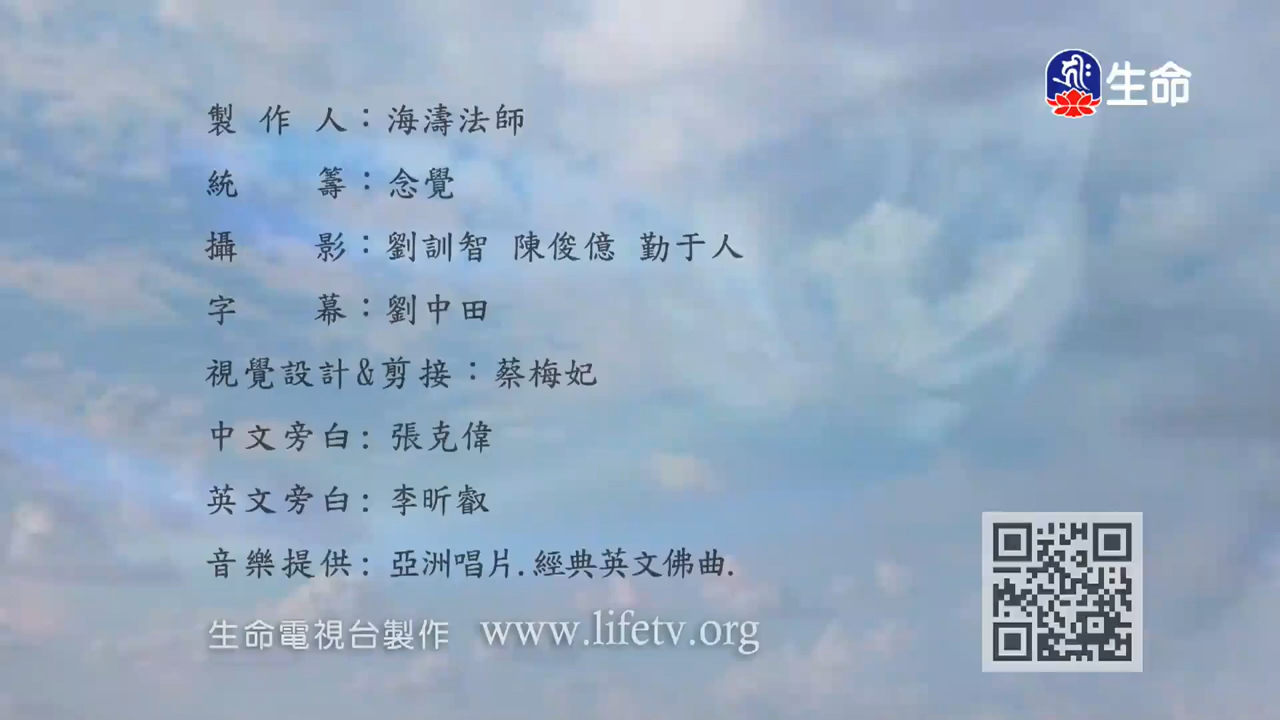 生命
製作人：海濤法師
統籌：念覺
攝影：劉訓智 陳俊億 勤于人
字幕：劉中田
視覺設計&剪接：蔡梅妃
中文旁白: 張克偉
英文旁白: 李昕叡
音樂提供: 亞洲唱片.經典英文佛曲.
生命電視台製作 www.lifetv.org